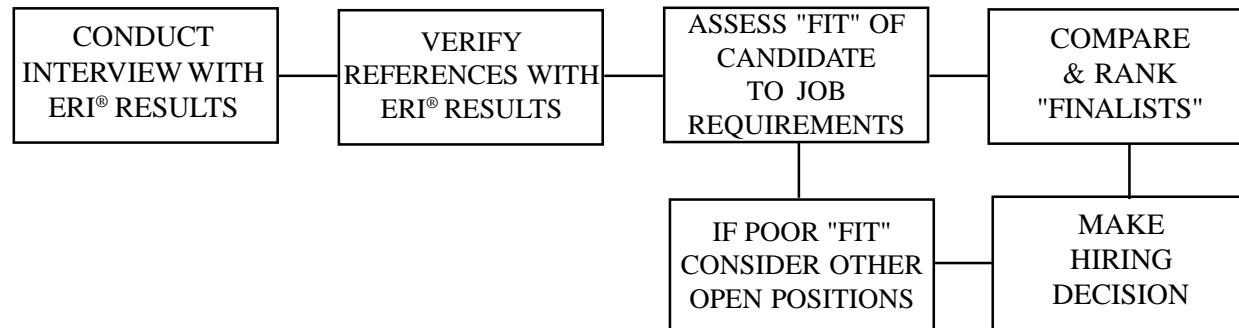 CONDUCT
INTERVIEW WITH
ERI® RESULTS
VERIFY
REFERENCES WITH
ERI® RESULTS
ASSESS "FIT" OF
CANDIDATE
TO JOB
REQUIREMENTS
COMPARE
& RANK
"FINALISTS"
IF POOR "FIT"
CONSIDER OTHER
OPEN POSITIONS
MAKE
HIRING
DECISION